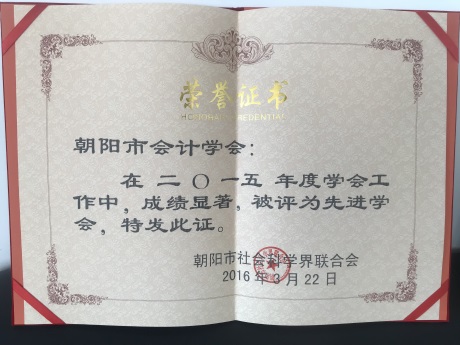 荣誉证书
HONORARY CREDENTIAL
朝阳市会计学会:
在 二〇一五 年度学会工
作中，成绩显著，被评为先进学
会，特发此证。
朝阳市社会科学界联合会
2016 年 3 月 22 日